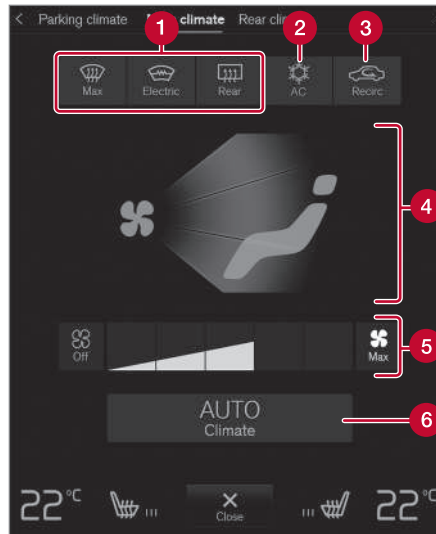 Parking climate climate Rear
1 2 3
Max Electric Rear AC Recirc
4
Off Max
5
AUTO
Climate
6
22°C Close 22°C